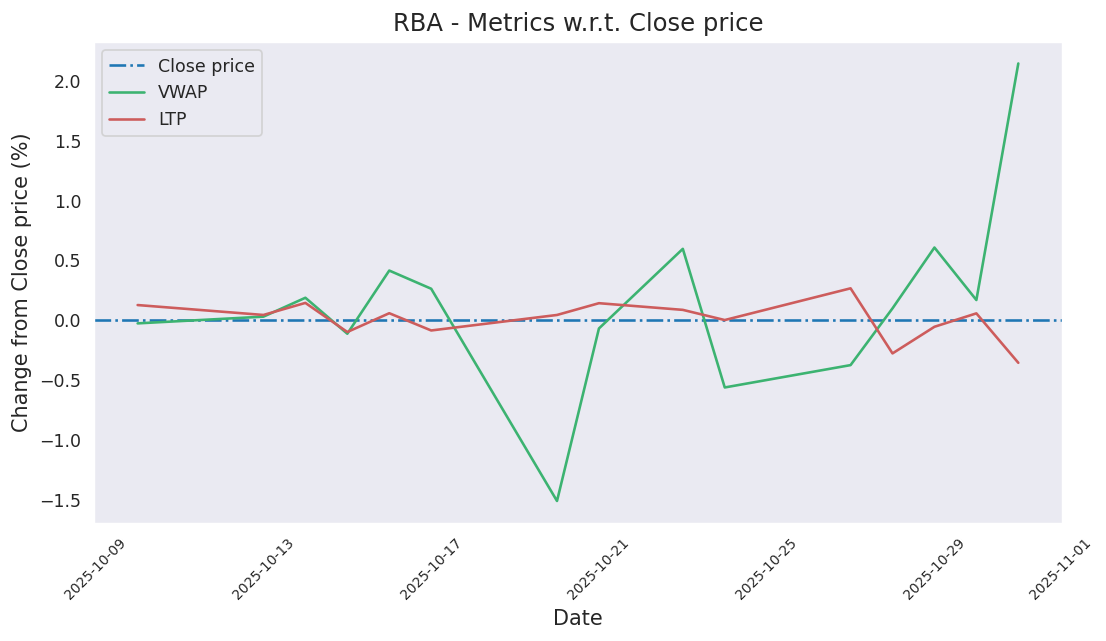 RBA - Metrics w.r.t. Close price
Close price
VWAP
LTP
Change from Close price (%)
2.0
1.5
1.0
0.5
0.0
−0.5
−1.0
−1.5
2025-10-09
2025-10-13
2025-10-17
2025-10-21
2025-10-25
2025-10-29
2025-11-01
Date